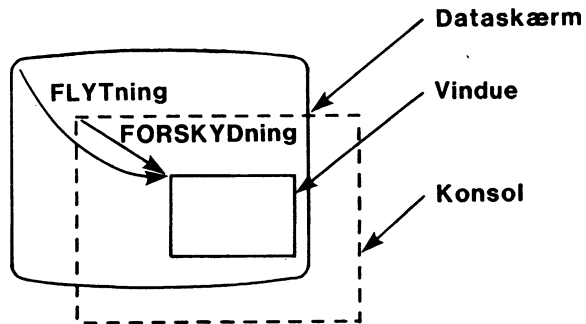 Dataskærm
FLYTning
Vindue
FORSKYDning
Konsol